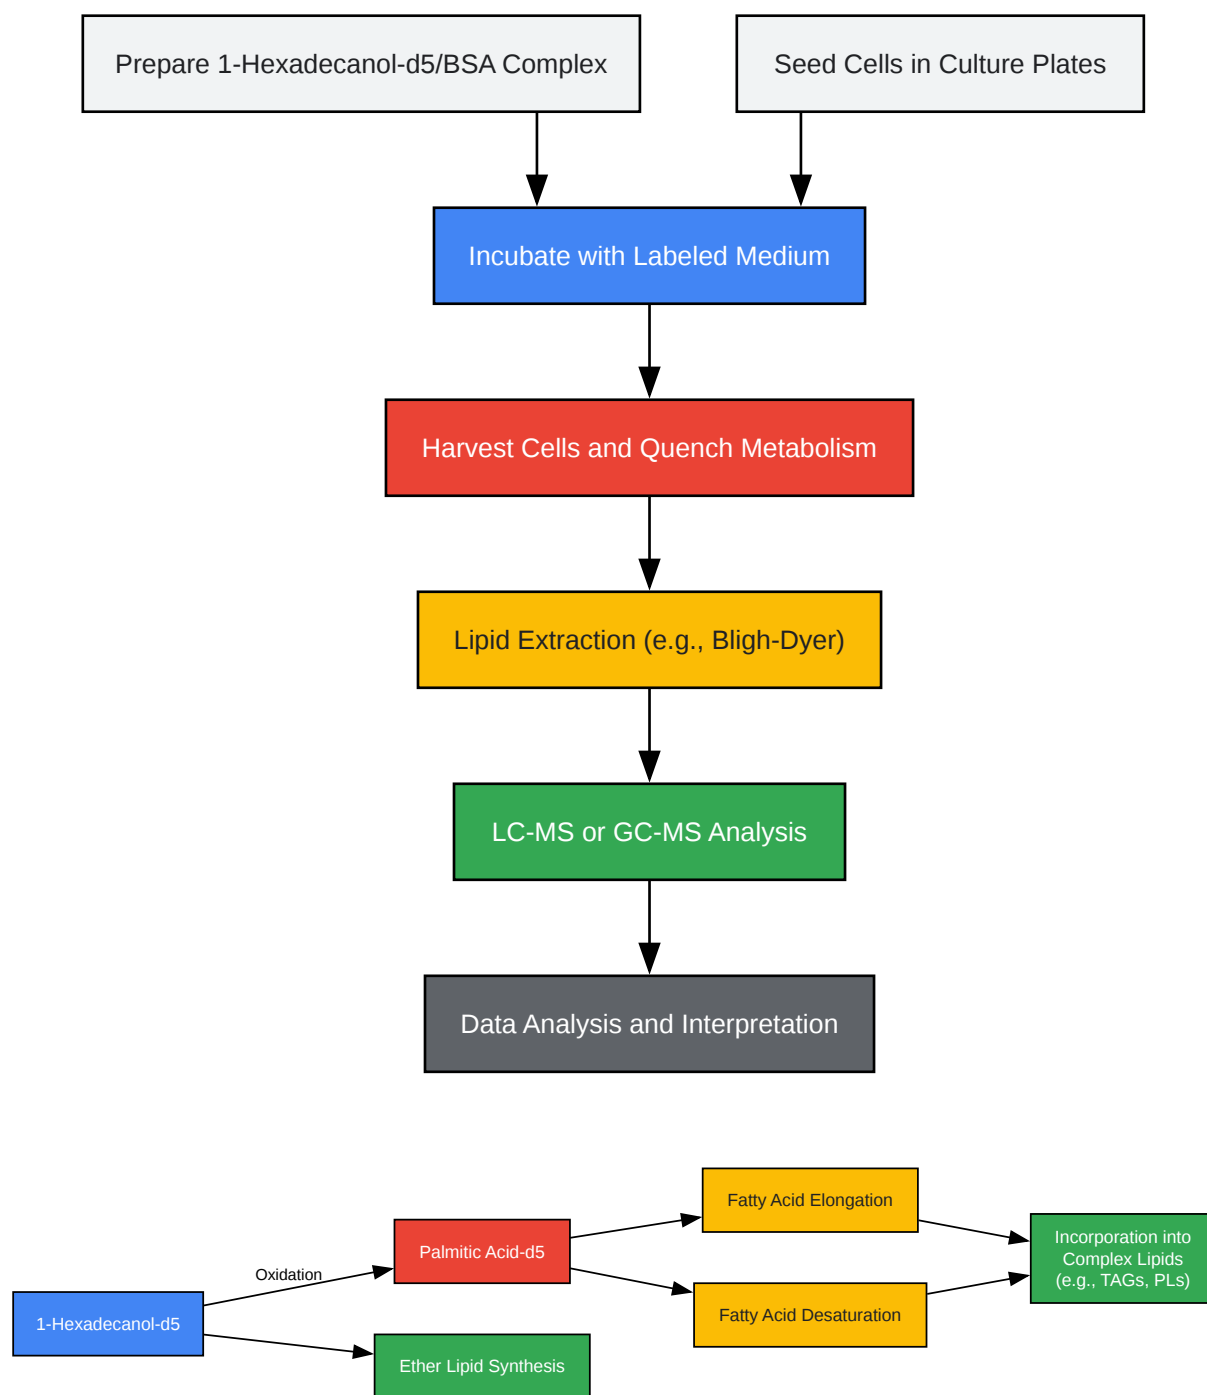 Prepare 1-Hexadecanol-d5/BSA Complex
Seed Cells in Culture Plates
Incubate with Labeled Medium
Harvest Cells and Quench Metabolism
Lipid Extraction (e.g., Bligh-Dyer)
LC-MS or GC-MS Analysis
Data Analysis and Interpretation
1-Hexadecanol-d5
Oxidation
Palmitic Acid-d5
Ether Lipid Synthesis
Fatty Acid Elongation
Fatty Acid Desaturation
Incorporation into
Complex Lipids
(e.g., TAGs, PLs)